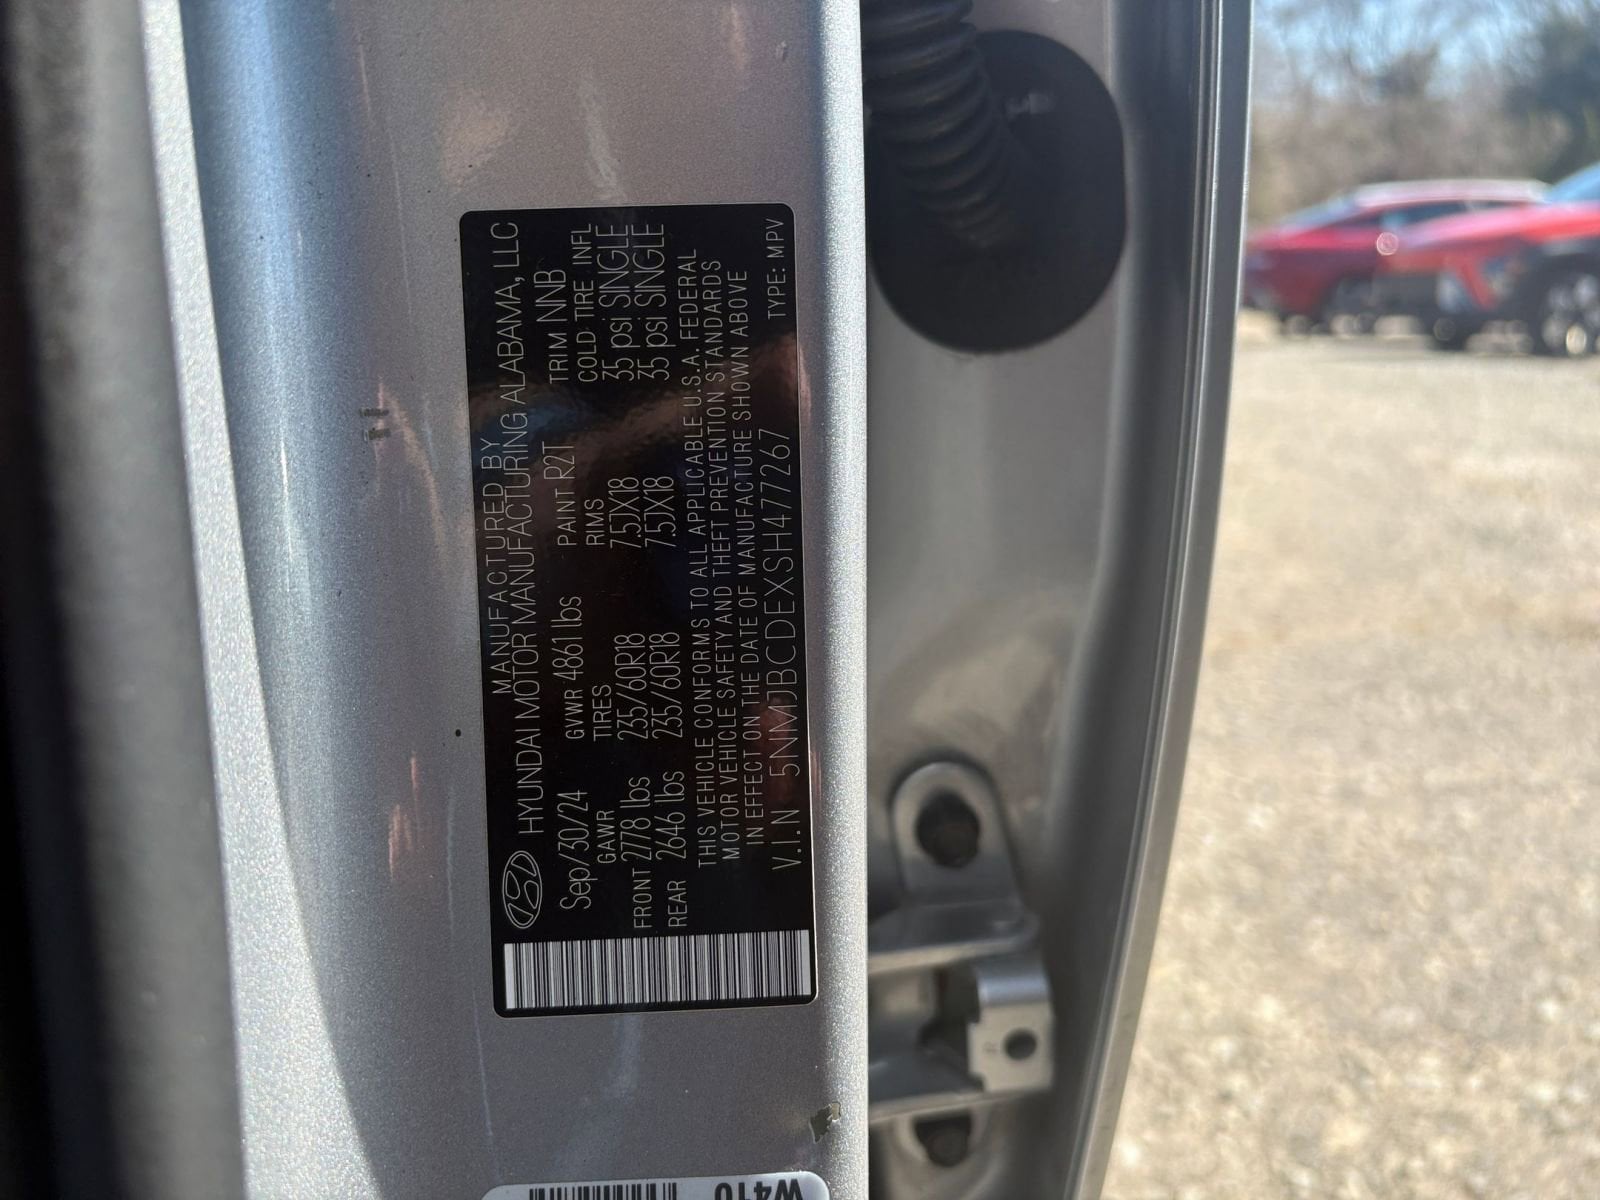 MANUFACTURED BY
HYUNDAI MOTOR MANUFACTURING ALABAMA, LLC
Sep/30/24 GVWR 4861 lbs PAINT R2T TRIM NNB
GAWR TIRES RIMS COLD TIRE INFL
FRONT 2778 lbs 235/60R18 7.5JX18 35 psi SINGLE
REAR 2646 lbs 235/60R18 7.5JX18 35 psi SINGLE
THIS VEHICLE CONFORMS TO ALL APPLICABLE U.S.A. FEDERAL
MOTOR VEHICLE SAFETY AND THEFT PREVENTION STANDARDS
IN EFFECT ON THE DATE OF MANUFACTURE SHOWN ABOVE
V.I.N 5NMJBCDEXSH477267 TYPE: MPV
W410